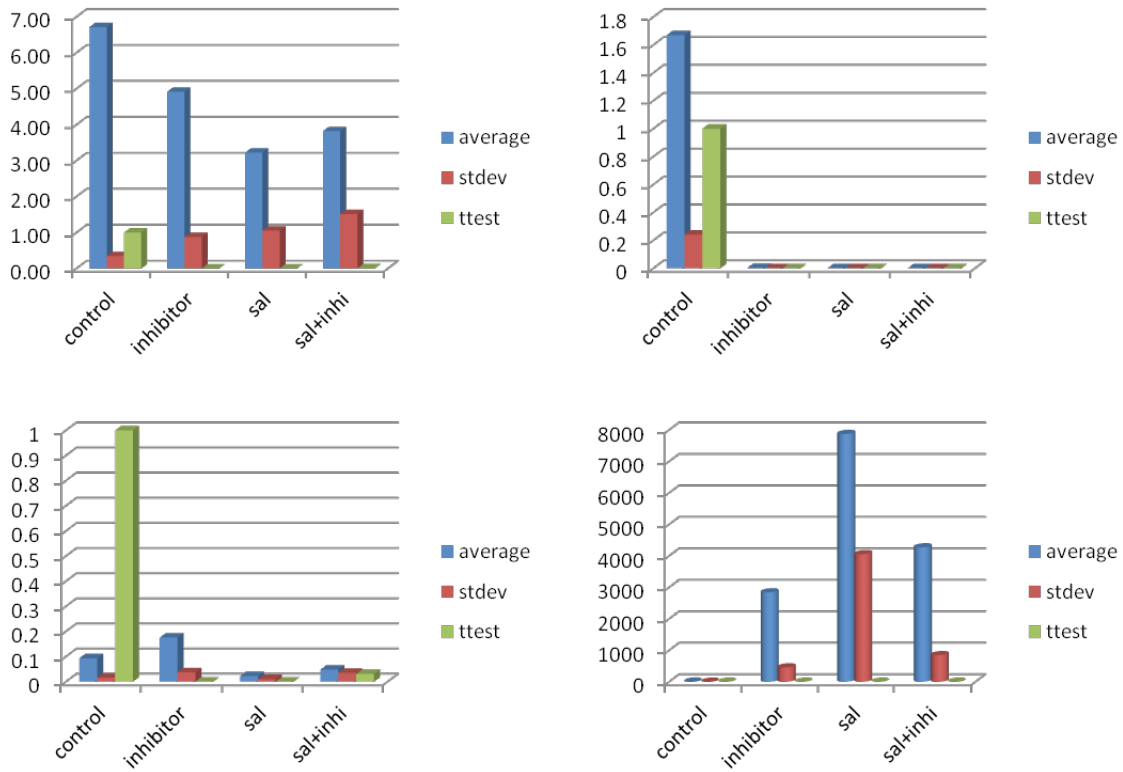 7.00
6.00
5.00
4.00
3.00
2.00
1.00
0.00
control
inhibitor
sal
sal+inhi
average
stdev
ttest
1.8
1.6
1.4
1.2
1
0.8
0.6
0.4
0.2
0
control
inhibitor
sal
sal+inhi
average
stdev
ttest
1
0.9
0.8
0.7
0.6
0.5
0.4
0.3
0.2
0.1
0
control
inhibitor
sal
sal+inhi
average
stdev
ttest
8000
7000
6000
5000
4000
3000
2000
1000
0
control
inhibitor
sal
sal+inhi
average
stdev
ttest